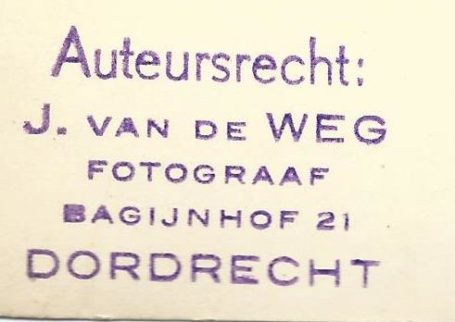 Auteursrecht:
J. VAN DE WEG
FOTOGRAAF
BAGIJNHOF 21
DORDRECHT